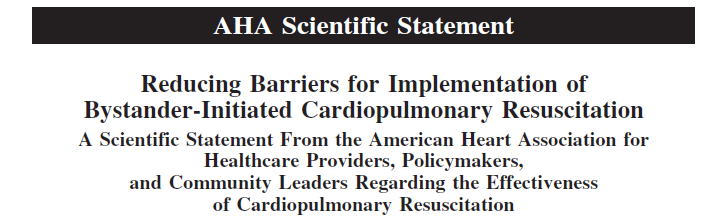 AHA Scientific Statement
Reducing Barriers for Implementation of
Bystander-Initiated Cardiopulmonary Resuscitation
A Scientific Statement From the American Heart Association for
Healthcare Providers, Policymakers,
and Community Leaders Regarding the Effectiveness
of Cardiopulmonary Resuscitation